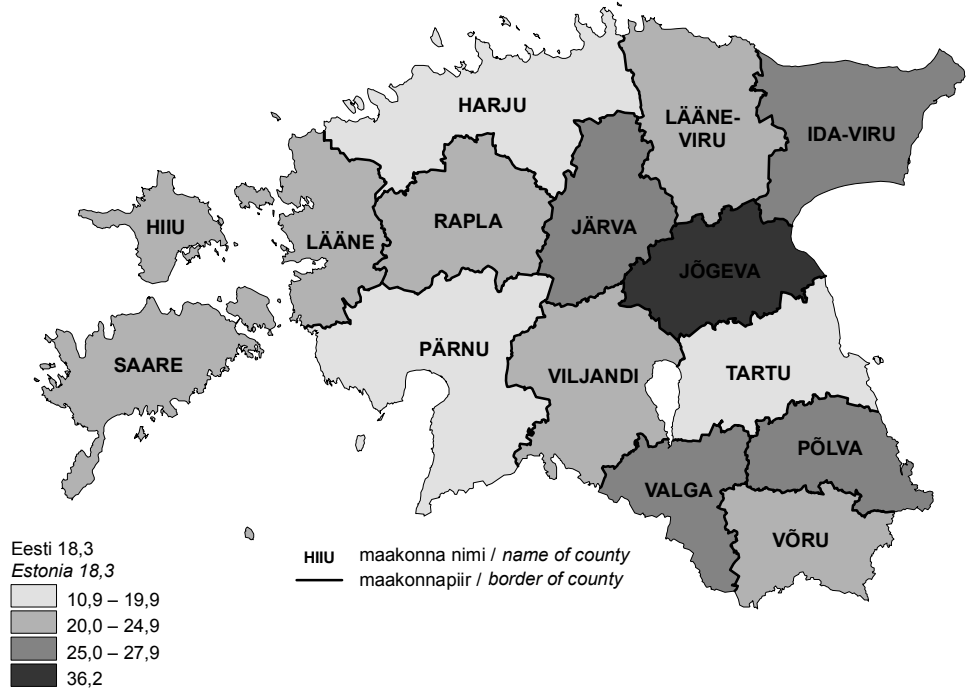 HARJU
LÄÄNE-
VIRU
IDA-VIRU
HIIU
LÄÄNE
RAPLA
JÄRVA
JÕGEVA
SAARE
PÄRNU
VILJANDI
TARTU
PÕLVA
VALGA
VÕRU
Eesti 18,3
Estonia 18,3
10,9 – 19,9
20,0 – 24,9
25,0 – 27,9
36,2
HIIU maakonna nimi / name of county
maakonnapiir / border of county